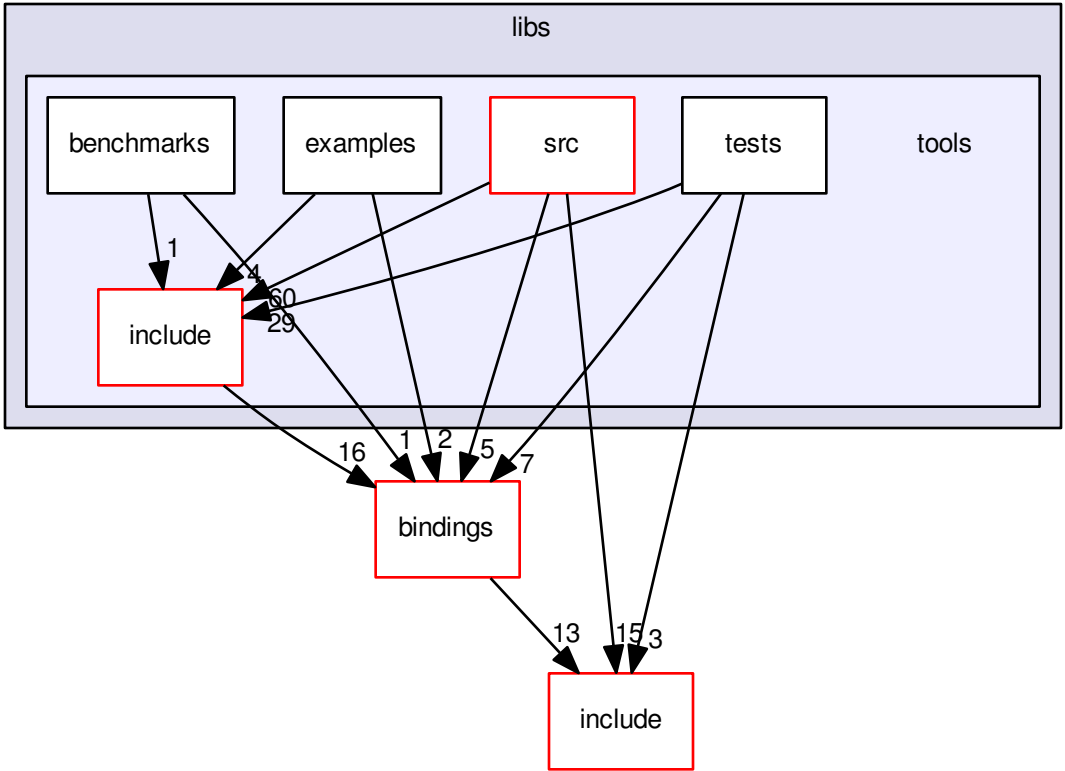 libs
benchmarks
examples
src
tests
tools
1
4
60
29
include
16
1
2
5
7
bindings
13
15
3
include